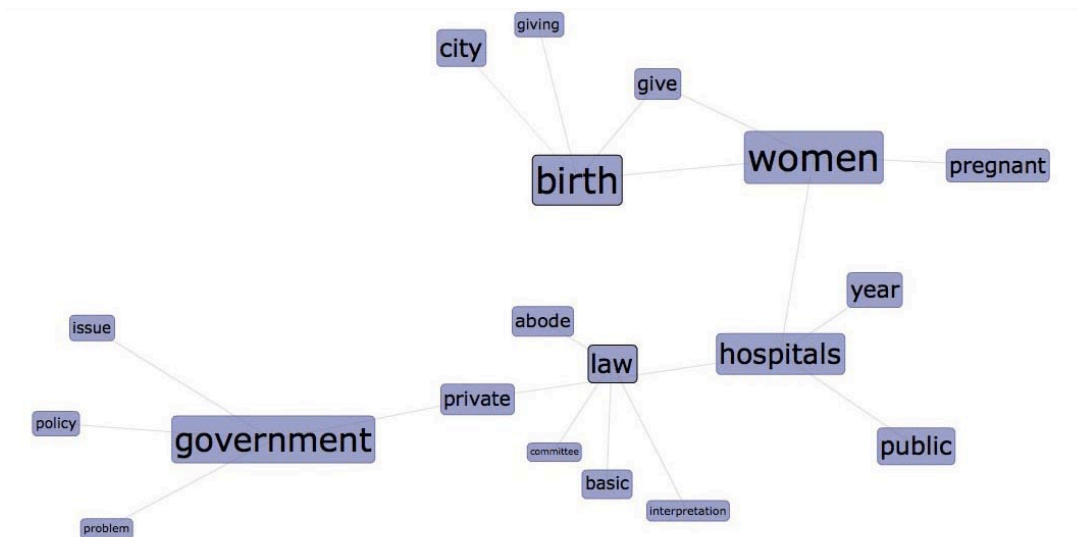 giving
city
give
women
pregnant
birth
year
abode
issue
hospitals
law
private
policy
government
public
committee
basic
interpretation
problem